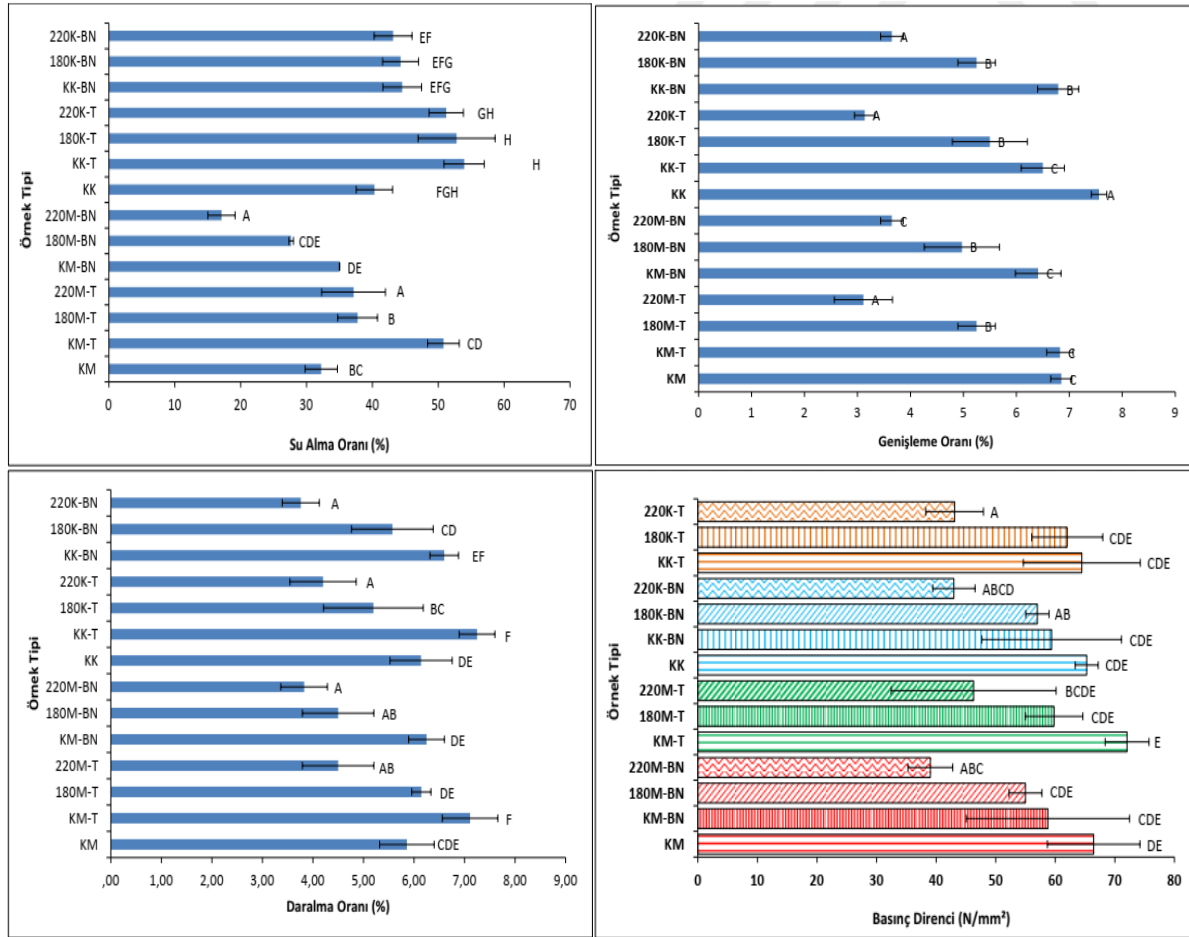 220K-BN EF
180K-BN EFG
KK-BN EFG
220K-T GH
180K-T H
KK-T H
KK FGH
220M-BN A
180M-BN CDE
KM-BN DE
220M-T A
180M-T B
KM-T CD
KM BC
0 10 20 30 40 50 60 70
Örnek Tipi
Su Alma Oranı (%)
220K-BN A
180K-BN B
KK-BN B
220K-T A
180K-T B
KK-T C
KK A
220M-BN C
180M-BN B
KM-BN C
220M-T A
180M-T B
KM-T C
KM C
0 1 2 3 4 5 6 7 8 9
Örnek Tipi
Genişleme Oranı (%)
220K-BN A
180K-BN CD
KK-BN EF
220K-T A
180K-T BC
KK-T F
KK DE
220M-BN A
180M-BN AB
KM-BN DE
220M-T AB
180M-T DE
KM-T F
KM CDE
,00 1,00 2,00 3,00 4,00 5,00 6,00 7,00 8,00 9,00
Örnek Tipi
Daralma Oranı (%)
220K-T A
180K-T CDE
KK-T CDE
220K-BN ABCD
180K-BN AB
KK-BN CDE
KK CDE
220M-T BCDE
180M-T CDE
KM-T E
220M-BN ABC
180M-BN CDE
KM-BN CDE
KM DE
0 10 20 30 40 50 60 70 80
Örnek Tipi
Basınç Direnci (N/mm²)